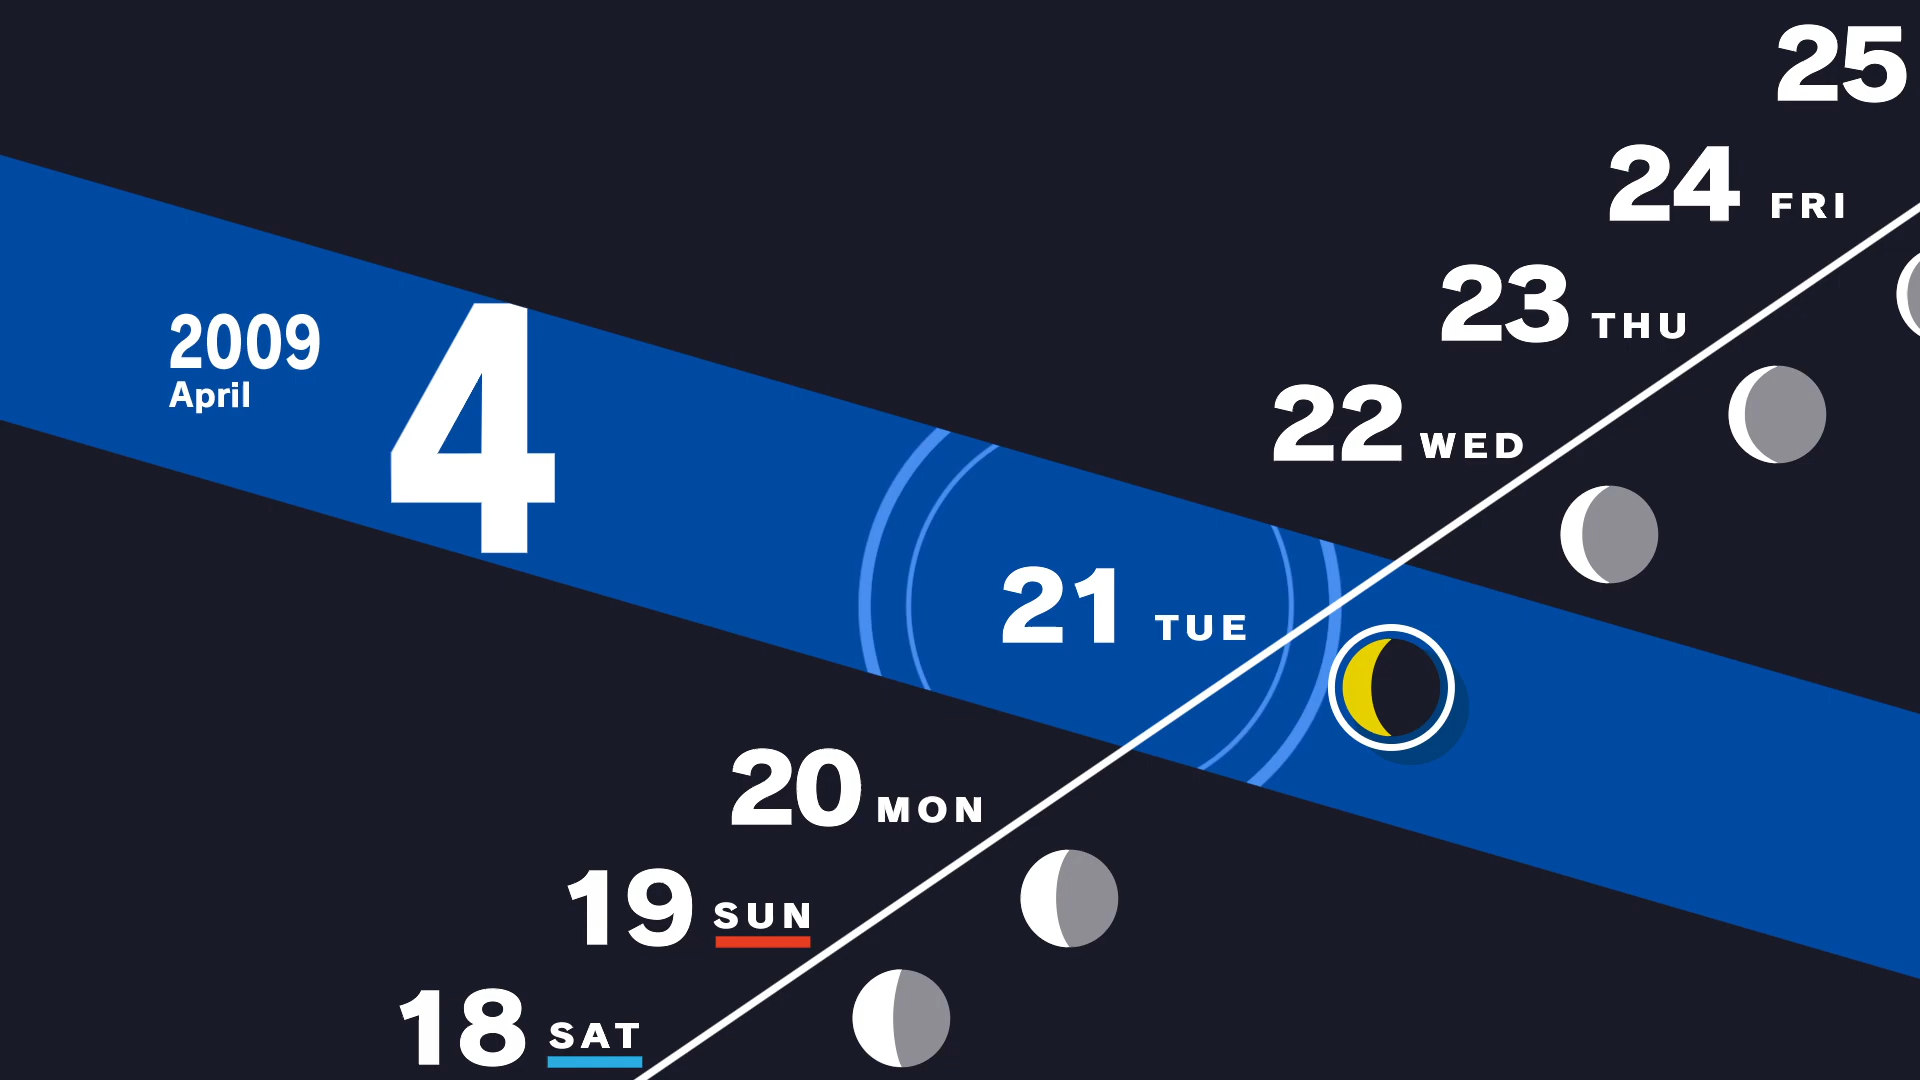 25
24 FRI
23 THU
2009
April
4
22 WED
21 TUE
20 MON
19 SUN
18 SAT